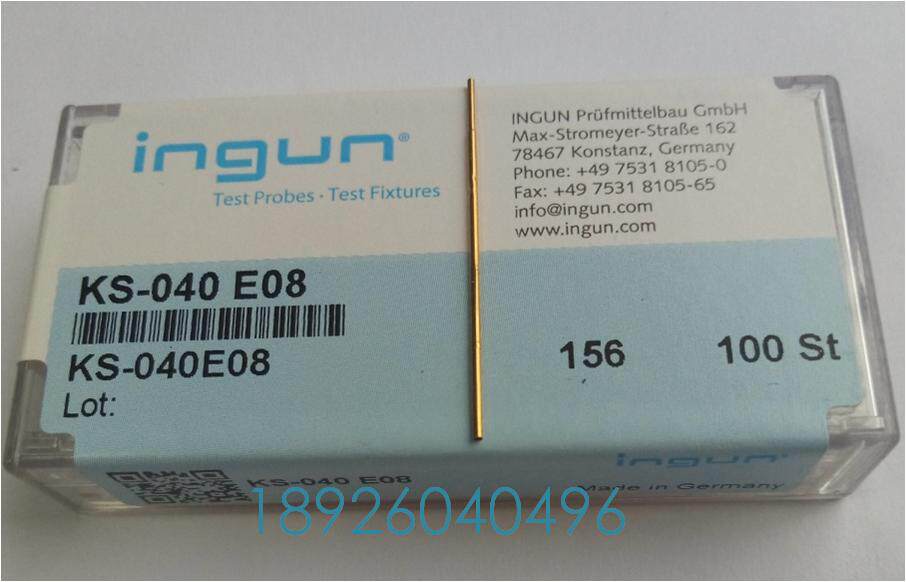 ingun®
Test Probes · Test Fixtures
INGUN Prüfmittelbau GmbH
Max-Stromeyer-Straße 162
78467 Konstanz, Germany
Phone: +49 7531 8105-0
Fax: +49 7531 8105-65
info@ingun.com
www.ingun.com
KS-040 E08
KS-040E08
156 100 St
Lot:
ingun®
KS-040 E08
Made in Germany
18926040496